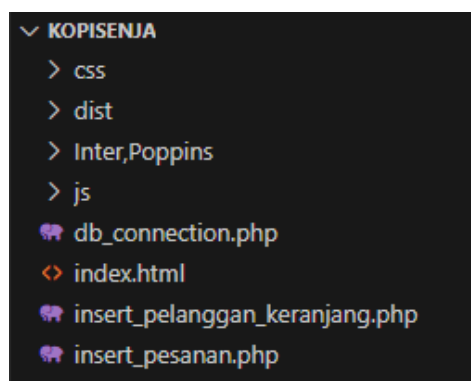 KOPISENJA
css
dist
Inter,Poppins
js
db_connection.php
index.html
insert_pelanggan_keranjang.php
insert_pesanan.php